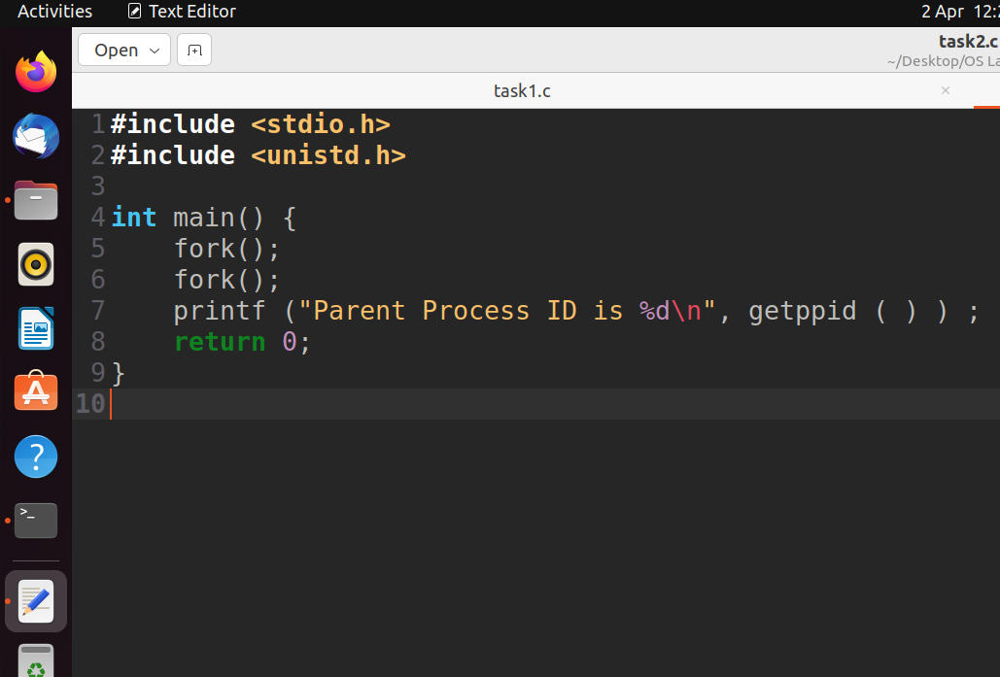 Activities Text Editor 2 Apr 12:
Open task2.c
~/Desktop/OS La
task1.c ×
1 #include <stdio.h>
2 #include <unistd.h>
3
4 int main() {
5 fork();
6 fork();
7 printf ("Parent Process ID is %d\n", getppid ( ) ) ;
8 return 0;
9 }
10